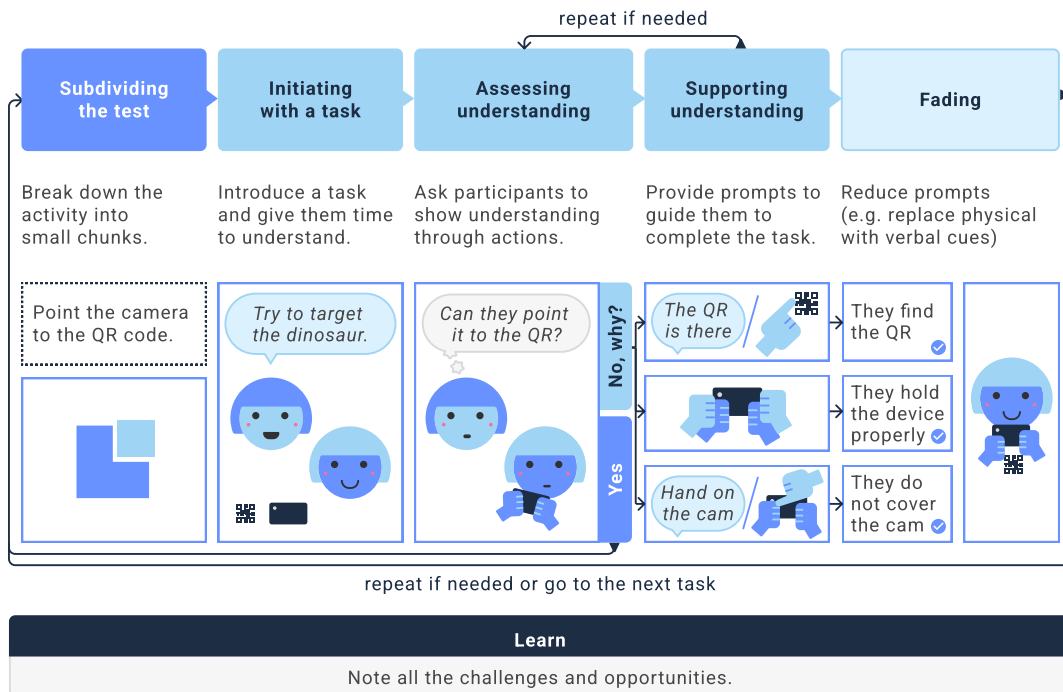 repeat if needed
Subdividing
the test
Initiating
with a task
Assessing
understanding
Supporting
understanding
Fading
Break down the
activity into
small chunks.
Introduce a task
and give them time
to understand.
Ask participants to
show understanding
through actions.
Provide prompts to
guide them to
complete the task.
Reduce prompts
(e.g. replace physical
with verbal cues)
Point the camera
to the QR code.
Try to target
the dinosaur.
Can they point
it to the QR?
No, why?
Yes
The QR
is there
They find
the QR
They hold
the device
properly
Hand on
the cam
They do
not cover
the cam
repeat if needed or go to the next task
Learn
Note all the challenges and opportunities.